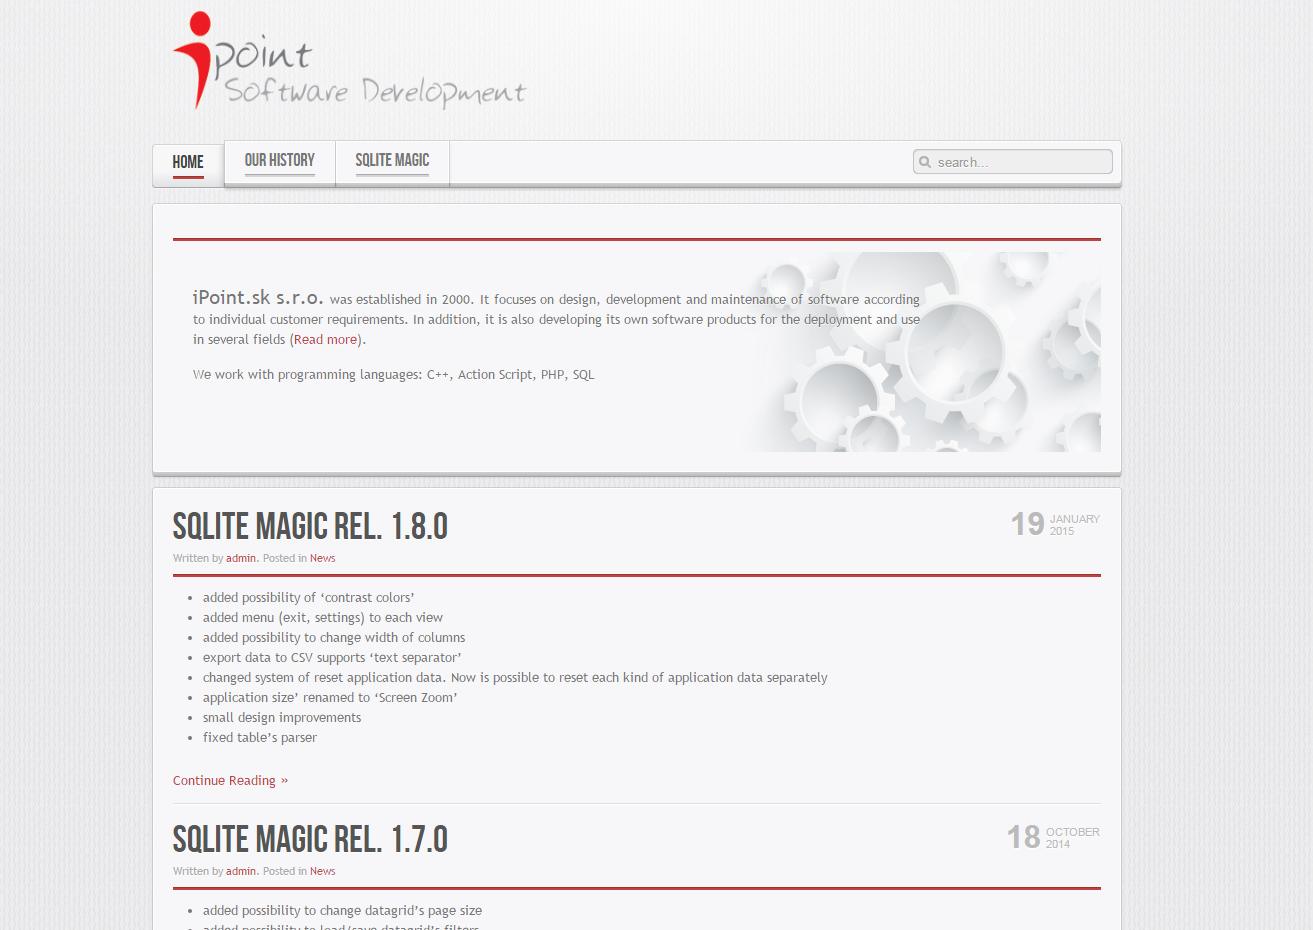 iPoint
Software Development
HOME
OUR HISTORY
SQLITE MAGIC
search...
iPoint.sk s.r.o. was established in 2000. It focuses on design, development and maintenance of software according
to individual customer requirements. In addition, it is also developing its own software products for the deployment and use
in several fields (Read more).
We work with programming languages: C++, Action Script, PHP, SQL
SQLITE MAGIC REL. 1.8.0
19 JANUARY
2015
Written by admin. Posted in News
• added possibility of ‘contrast colors’
• added menu (exit, settings) to each view
• added possibility to change width of columns
• export data to CSV supports ‘text separator’
• changed system of reset application data. Now is possible to reset each kind of application data separately
• application size’ renamed to ‘Screen Zoom’
• small design improvements
• fixed table’s parser
Continue Reading »
SQLITE MAGIC REL. 1.7.0
18 OCTOBER
2014
Written by admin. Posted in News
• added possibility to change datagrid’s page size
• added possibility to load/save datagrid’s filters